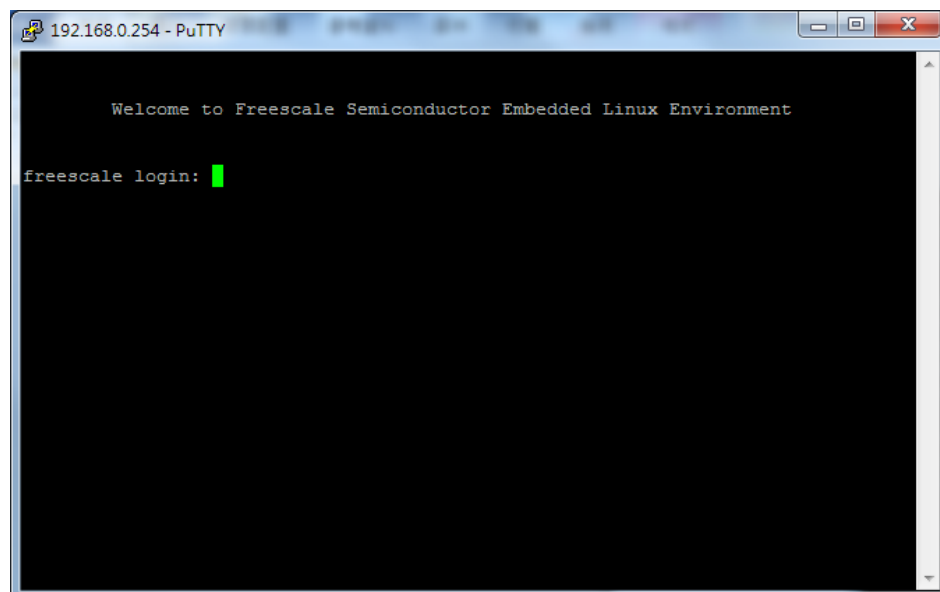 192.168.0.254 - PuTTY
Welcome to Freescale Semiconductor Embedded Linux Environment
freescale login: